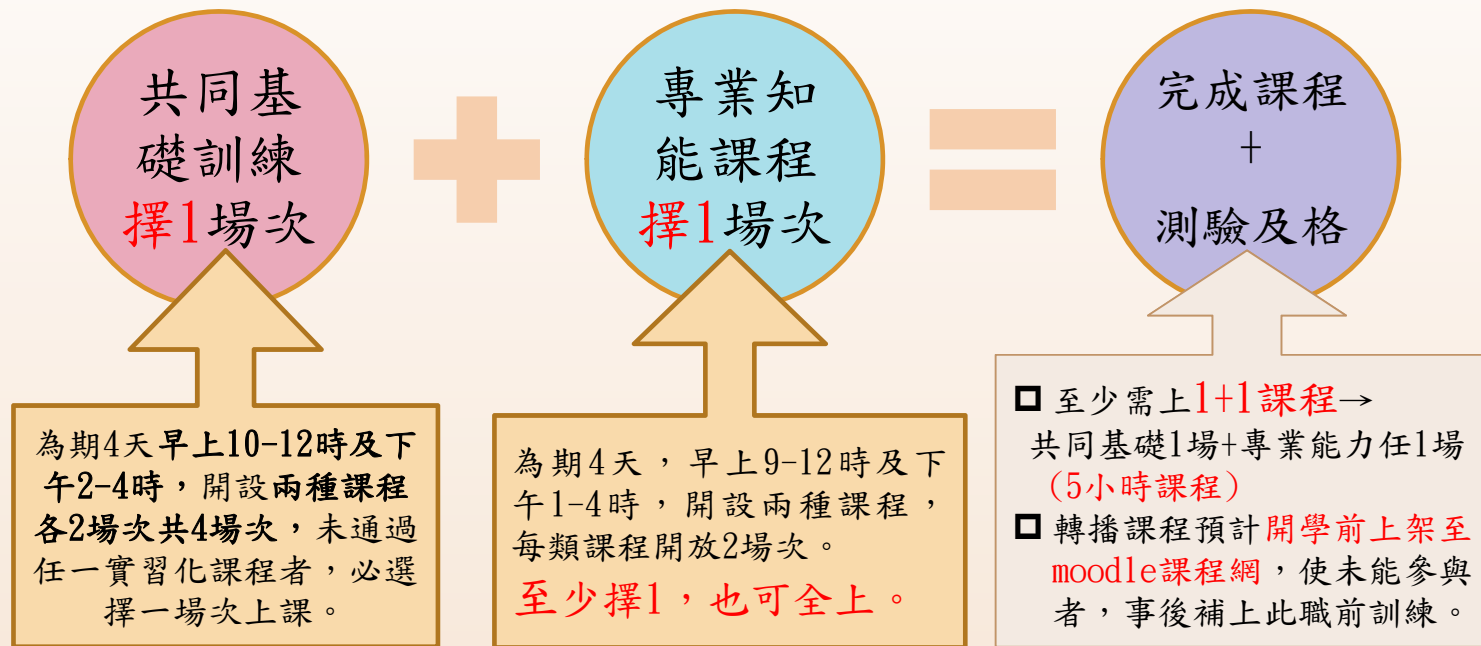 共同基
礎訓練
擇1場次
專業知
能課程
擇1場次
完成課程
+
測驗及格
為期4天早上10-12時及下
午2-4時，開設兩種課程
各2場次共4場次，未通過
任一實習化課程者，必選
擇一場次上課。
為期4天，早上9-12時及下
午1-4時，開設兩種課程，
每類課程開放2場次。
至少擇1，也可全上。
至少需上1+1課程→
共同基礎1場+專業能力任1場
(5小時課程)
轉播課程預計開學前上架至
moodle課程網，使未能參與
者，事後補上此職前訓練。